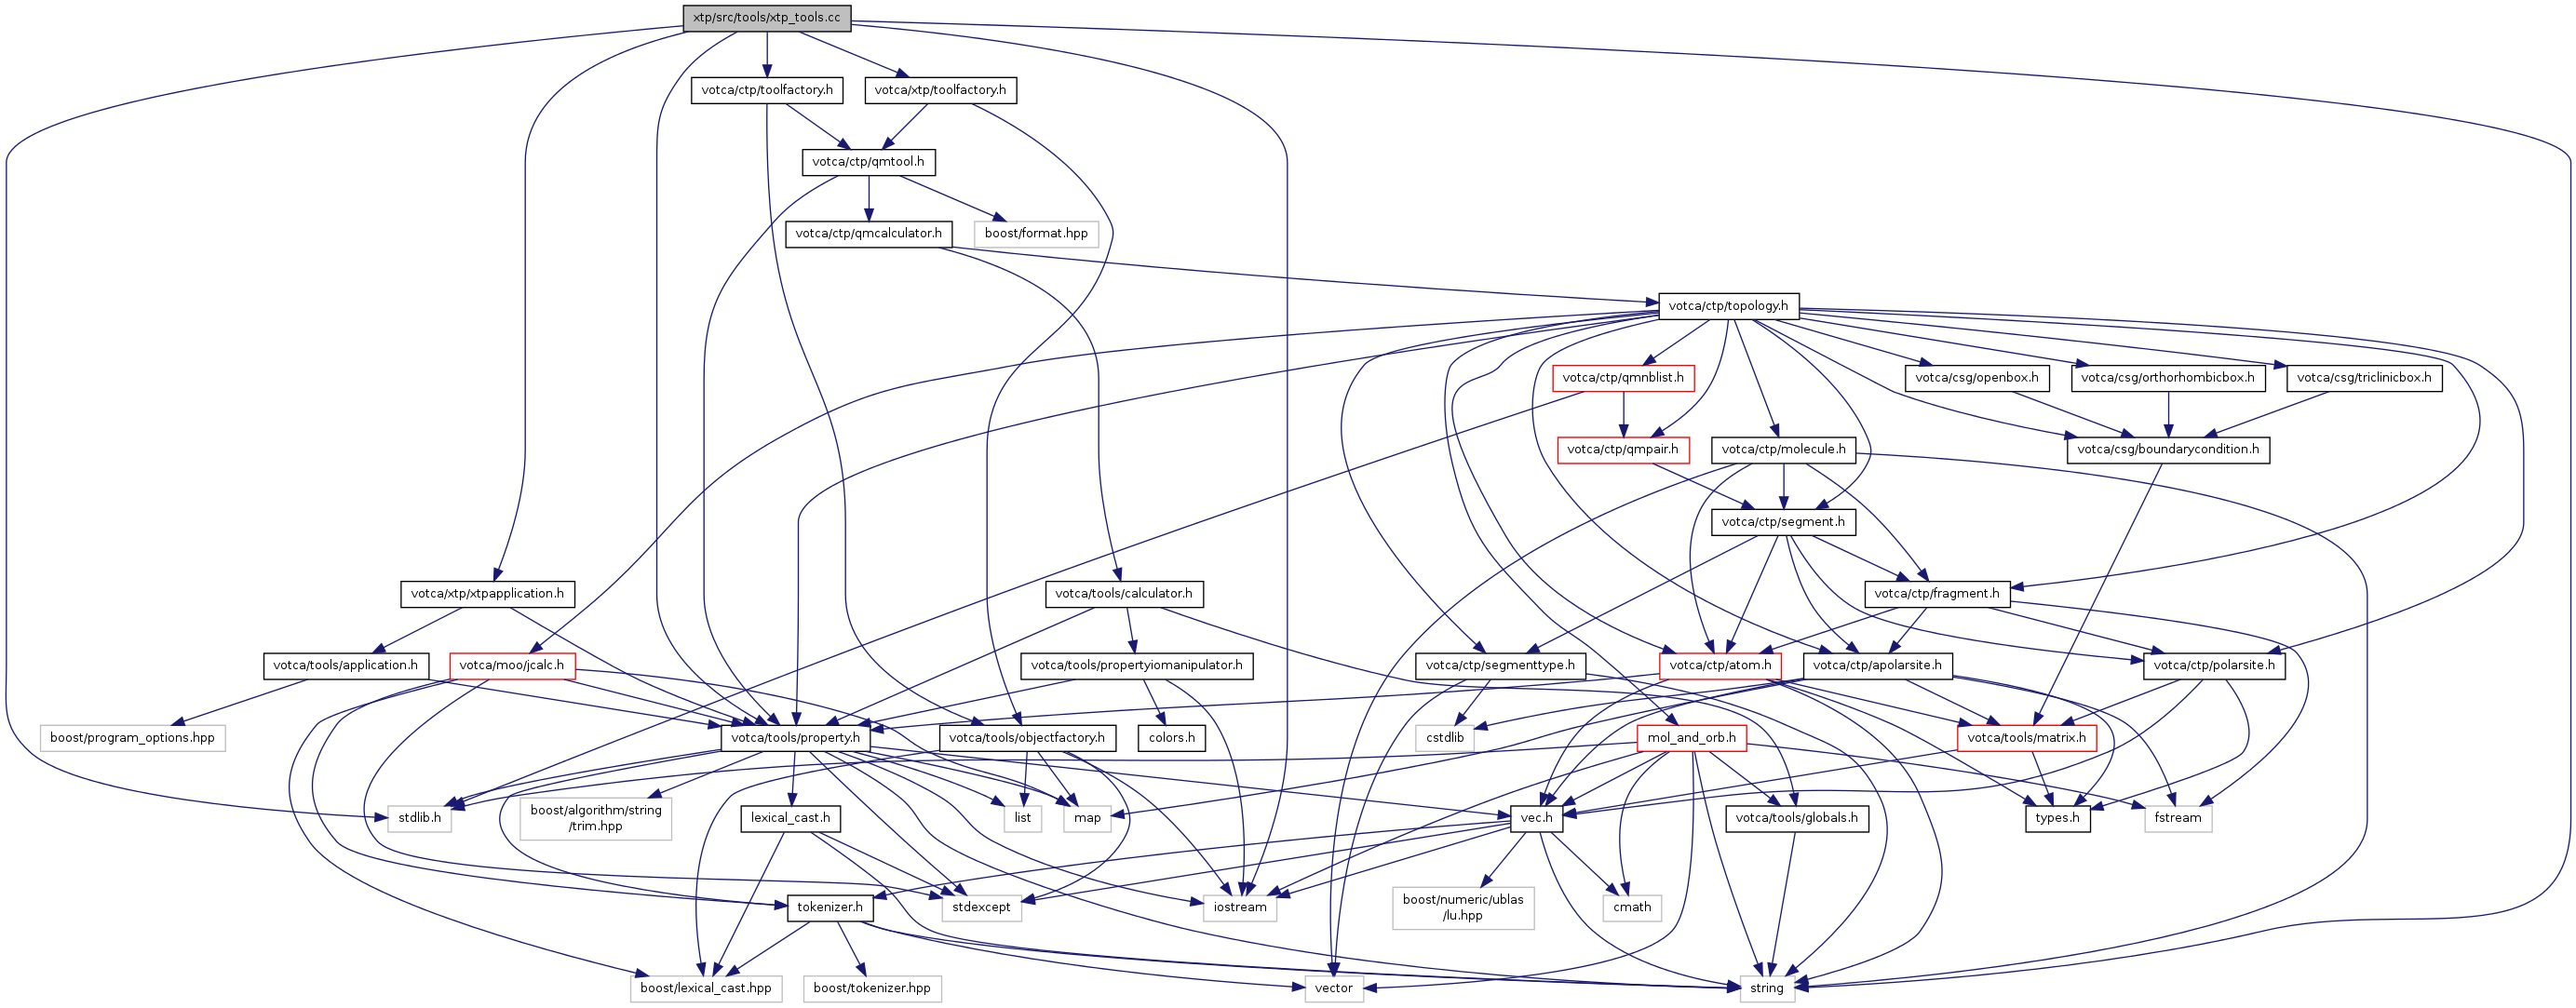 xtp/src/tools/xtp_tools.cc
votca/ctp/toolfactory.h
votca/xtp/toolfactory.h
votca/ctp/qmtool.h
votca/ctp/qmcalculator.h
boost/format.hpp
votca/ctp/topology.h
votca/ctp/qmnblist.h
votca/csg/openbox.h
votca/csg/orthorhombicbox.h
votca/csg/triclinicbox.h
votca/ctp/qmpair.h
votca/ctp/molecule.h
votca/csg/boundarycondition.h
votca/ctp/segment.h
votca/xtp/xtpapplication.h
votca/tools/calculator.h
votca/ctp/fragment.h
votca/tools/application.h
votca/moo/jcalc.h
votca/tools/propertyiomanipulator.h
votca/ctp/segmenttype.h
votca/ctp/atom.h
votca/ctp/apolarsite.h
votca/ctp/polarsite.h
boost/program_options.hpp
votca/tools/property.h
votca/tools/objectfactory.h
colors.h
cstdlib
mol_and_orb.h
votca/tools/matrix.h
stdlib.h
boost/algorithm/string
/trim.hpp
lexical_cast.h
list
map
vec.h
votca/tools/globals.h
types.h
fstream
tokenizer.h
stdexcept
iostream
boost/numeric/ublas
/lu.hpp
cmath
boost/lexical_cast.hpp
boost/tokenizer.hpp
vector
string